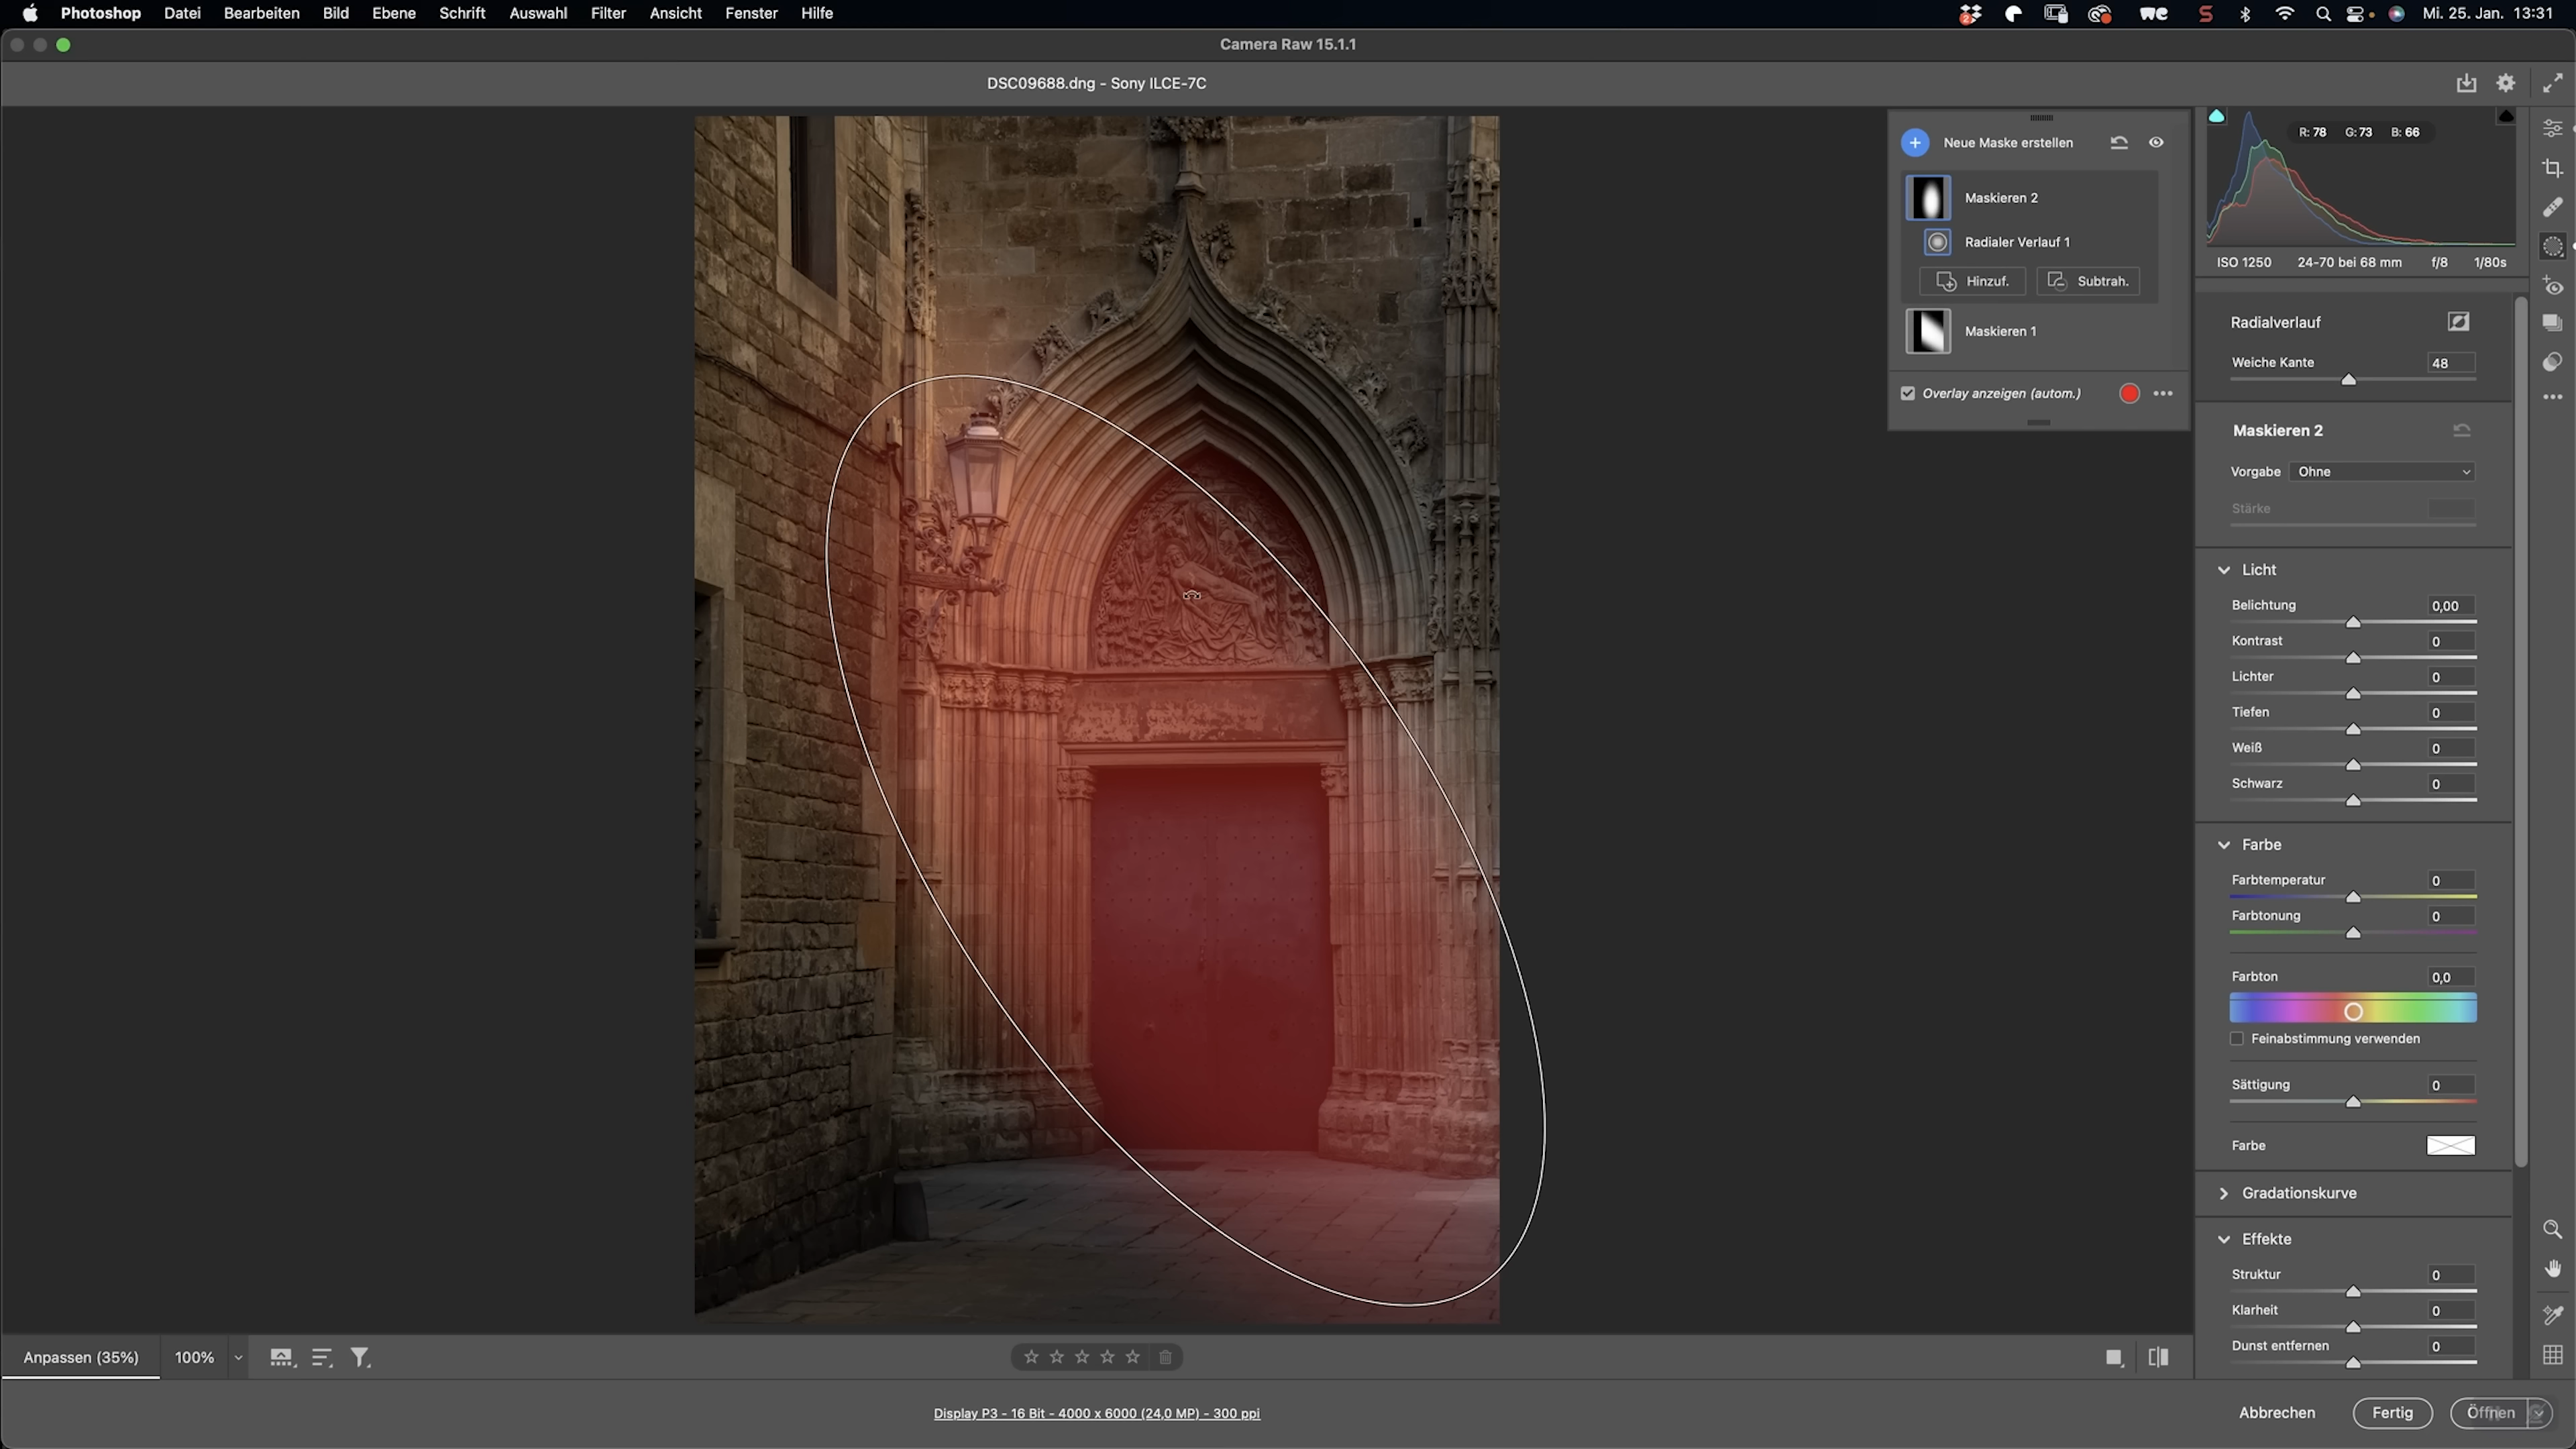 Photoshop Datei Bearbeiten Bild Ebene Schrift Auswahl Filter Ansicht Fenster Hilfe
2
Mi. 25. Jan. 13:31
Camera Raw 15.1.1
DSC09688.dng - Sony ILCE-7C
R: 78 G: 73 B: 66
ISO 1250 24-70 bei 68 mm f/8 1/80s
Neue Maske erstellen
Maskieren 2
Radialer Verlauf 1
Hinzuf. Subtrah.
Maskieren 1
Overlay anzeigen (autom.)
Radialverlauf
Weiche Kante 48
Maskieren 2
Vorgabe Ohne
Stärke
Licht
Belichtung 0,00
Kontrast 0
Lichter 0
Tiefen 0
Weiß 0
Schwarz 0
Farbe
Farbtemperatur 0
Farbtonung 0
Farbton 0,0
Feinabstimmung verwenden
Sättigung 0
Farbe
Gradationskurve
Effekte
Struktur 0
Klarheit 0
Dunst entfernen 0
Anpassen (35%) 100%
Display P3 - 16 Bit - 4000 x 6000 (24,0 MP) - 300 ppi
Abbrechen Fertig Öffnen